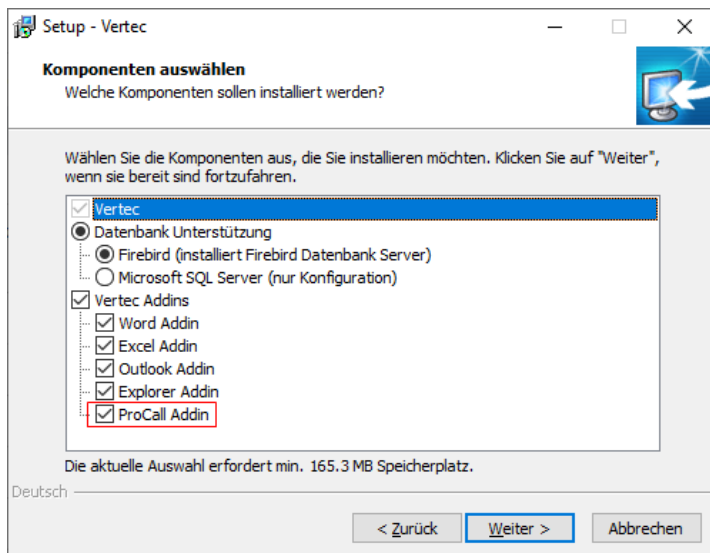 Setup - Vertec
Komponenten auswählen
Welche Komponenten sollen installiert werden?
Wählen Sie die Komponenten aus, die Sie installieren möchten. Klicken Sie auf "Weiter",
wenn sie bereit sind fortzufahren.
Vertec
Datenbank Unterstützung
Firebird (installiert Firebird Datenbank Server)
Microsoft SQL Server (nur Konfiguration)
Vertec Addins
Word Addin
Excel Addin
Outlook Addin
Explorer Addin
ProCall Addin
Die aktuelle Auswahl erfordert min. 165.3 MB Speicherplatz.
Deutsch
< Zurück
Weiter >
Abbrechen